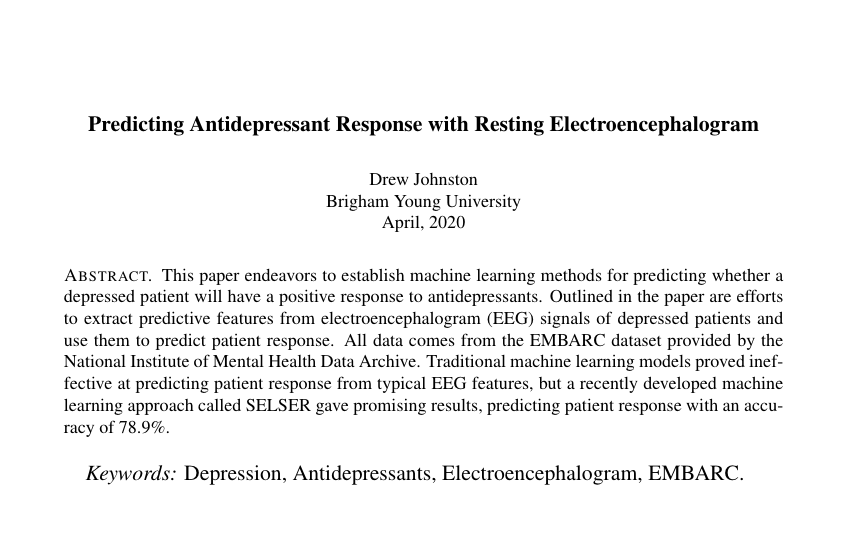 Predicting Antidepressant Response with Resting Electroencephalogram
Drew Johnston
Brigham Young University
April, 2020
ABSTRACT. This paper endeavors to establish machine learning methods for predicting whether a
depressed patient will have a positive response to antidepressants. Outlined in the paper are efforts
to extract predictive features from electroencephalogram (EEG) signals of depressed patients and
use them to predict patient response. All data comes from the EMBARC dataset provided by the
National Institute of Mental Health Data Archive. Traditional machine learning models proved inef-
fective at predicting patient response from typical EEG features, but a recently developed machine
learning approach called SELSER gave promising results, predicting patient response with an accu-
racy of 78.9%.
Keywords: Depression, Antidepressants, Electroencephalogram, EMBARC.